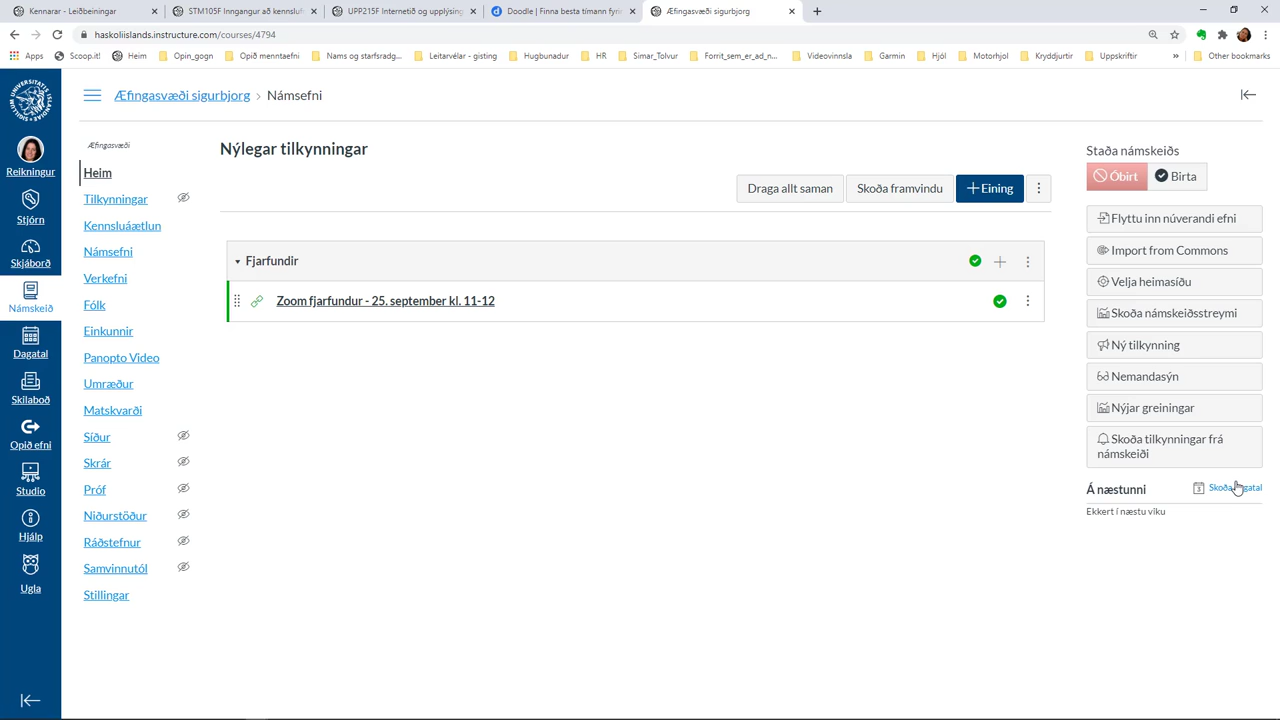 Kennarar - Leiðbeiningar
STM105F Inngangur að kennsluf
UPP215F Internetið og upplýsing
Doodle | Finna besta tímann fyrir
Æfingasvæði sigurbjorg
haskoliislands.instructure.com/courses/4794
Apps
Scoop.it!
Heim
Opin_gogn
Opið menntaefni
Nams og starfsradg...
Leitarvélar - gisting
Hugbunadur
HR
Simar_Tolvur
Forrit_sem_er_ad_n...
Videovinnsla
Garmin
Hjól
Motorhjol
Kryddjurtir
Uppskriftir
»
Other bookmarks
Reikningur
Stjórn
Skjáborð
Námskeið
Dagatal
Skilaboð
Opið efni
Studio
Hjálp
Ugla
Æfingasvæði sigurbjorg › Námsefni
Æfingasvæði
Heim
Tilkynningar
Kennsluáætlun
Námsefni
Verkefni
Fólk
Einkunnir
Panopto Video
Umræður
Matskvarði
Síður
Skrár
Próf
Niðurstöður
Ráðstefnur
Samvinnutól
Stillingar
Nýlegar tilkynningar
Draga allt saman
Skoða framvindu
+ Eining
Fjarfundir
Zoom fjarfundur - 25. september kl. 11-12
Staða námskeiðs
Óbirt
Birta
Flyttu inn núverandi efni
Import from Commons
Velja heimasíðu
Skoða námskeiðsstreymi
Ný tilkynning
Nemandasýn
Nýjar greiningar
Skoða tilkynningar frá
námskeiði
Á næstunni
Ekkert í næstu viku